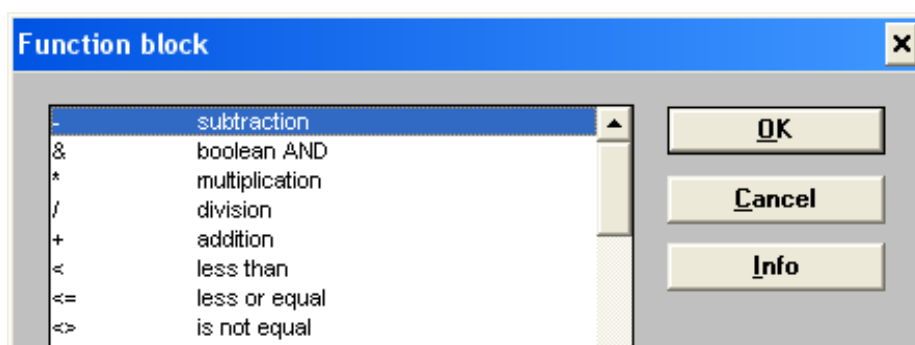 Function block
- subtraction
& boolean AND
* multiplication
/ division
+ addition
< less than
<= less or equal
<> is not equal
OK
Cancel
Info